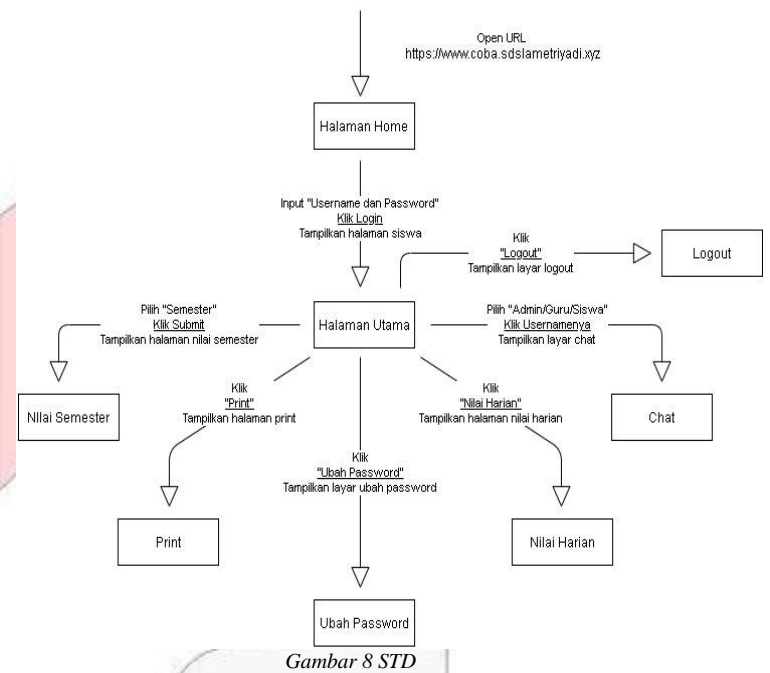 Open URL
https://www.coba.sdslametriyadi.xyz
Halaman Home
Input "Username dan Password"
Klik Login
Tampilkan halaman siswa
Klik
"Logout"
Tampilkan layar logout
Logout
Pilih "Semester"
Klik Submit
Tampilkan halaman nilai semester
Halaman Utama
Pilih "Admin/Guru/Siswa"
Klik Usernamenya
Tampilkan layar chat
NIlai Semester
Klik
"Print"
Tampilkan halaman print
Klik
"Nilai Harian"
Tampilkan halaman nilai harian
Chat
Klik
"Ubah Password"
Tampilkan layar ubah password
Print
Nilai Harian
Ubah Password
Gambar 8 STD